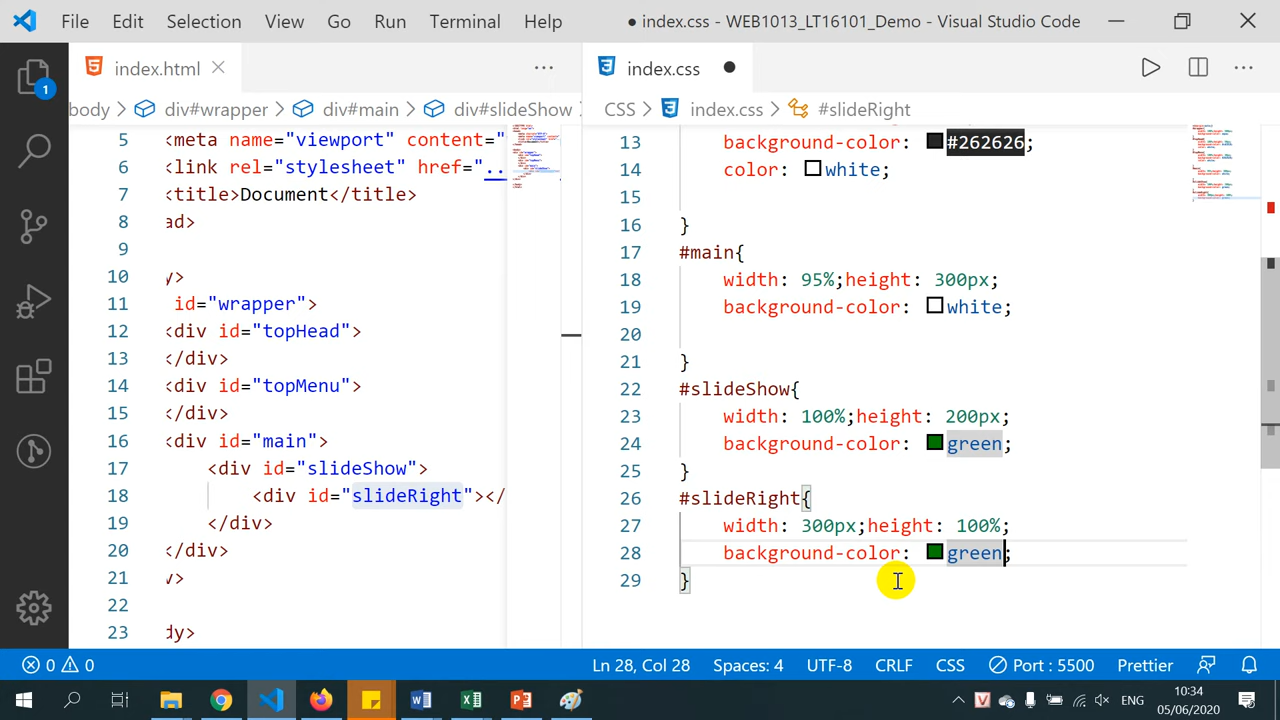 File Edit Selection View Go Run Terminal Help ● index.css - WEB1013_LT16101_Demo - Visual Studio Code
index.html
index.css
body > div#wrapper > div#main > div#slideShow
CSS > index.css > #slideRight
1
5 <meta name="viewport" content="
6 <link rel="stylesheet" href="..
7 <title>Document</title>
8 ad>
9
10 y>
11 id="wrapper">
12 <div id="topHead">
13 </div>
14 <div id="topMenu">
15 </div>
16 <div id="main">
17 <div id="slideShow">
18 <div id="slideRight"></
19 </div>
20 </div>
21 v>
22
23 dy>
13 background-color: #262626;
14 color: white;
15
16 }
17 #main{
18 width: 95%;height: 300px;
19 background-color: white;
20
21 }
22 #slideShow{
23 width: 100%;height: 200px;
24 background-color: green;
25 }
26 #slideRight{
27 width: 300px;height: 100%;
28 background-color: green;
29 }
0 0 Ln 28, Col 28 Spaces: 4 UTF-8 CRLF CSS Port : 5500 Prettier
ENG
10:34
05/06/2020